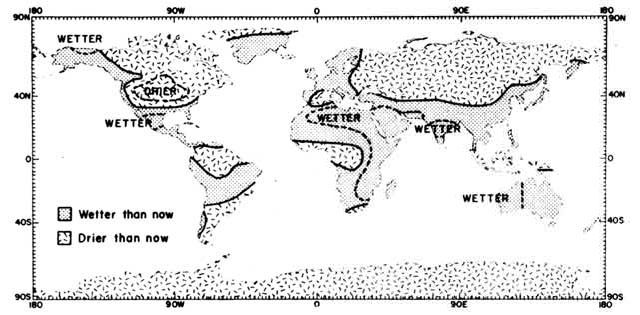 180 90W 0 90E 180
90N 90N
WETTER
DRIER
40N 40N
WETTER
WETTER
WETTER
0 0
WETTER
Wetter than now
40S 40S
Drier than now
90S 90S
180 90W 0 90E 180